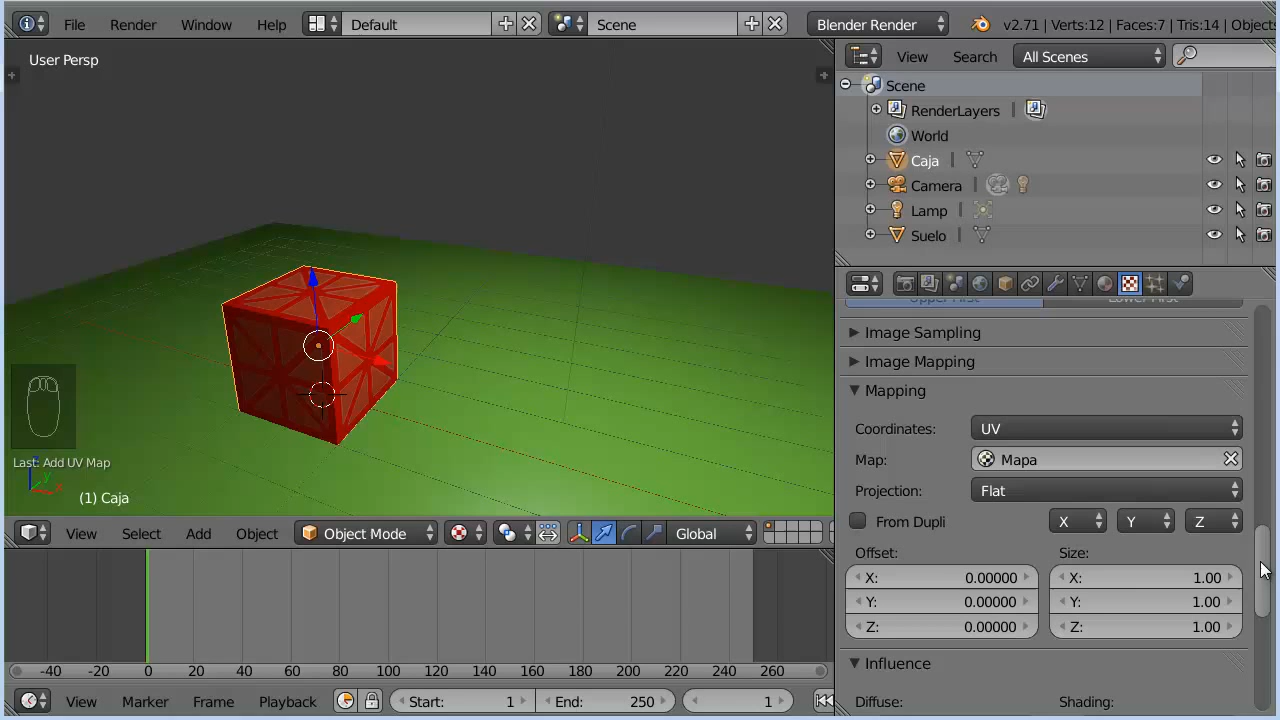 File Render Window Help Default Scene Blender Render v2.71 | Verts:12 | Faces:7 | Tris:14 | Objects
User Persp
View Search All Scenes
Scene
RenderLayers |
World
Caja |
Camera |
Lamp |
Suelo |
Upper First Lower First
Image Sampling
Image Mapping
Mapping
Coordinates: UV
Map: Mapa
Projection: Flat
From Dupli X Y Z
Offset: Size:
X: 0.00000 X: 1.00
Y: 0.00000 Y: 1.00
Z: 0.00000 Z: 1.00
Influence
Diffuse: Shading:
Last: Add UV Map
z y x
(1) Caja
View Select Add Object Object Mode Global
-40 -20 0 20 40 60 80 100 120 140 160 180 200 220 240 260
View Marker Frame Playback Start: 1 End: 250 1